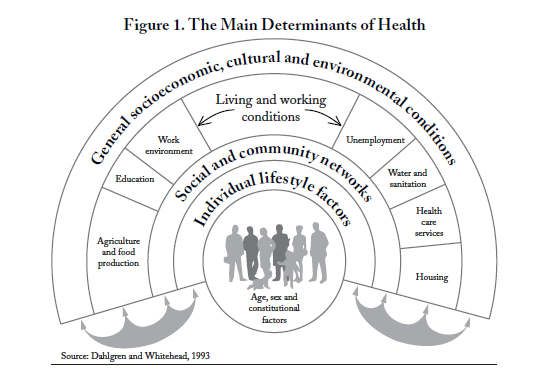 Figure 1. The Main Determinants of Health
General socioeconomic, cultural and environmental conditions
Living and working
conditions
Work
environment
Unemployment
Social and community networks
Education
Water and
sanitation
Individual lifestyle factors
Health
care
services
Agriculture
and food
production
Housing
Age, sex and
constitutional
factors
Source: Dahlgren and Whitehead, 1993